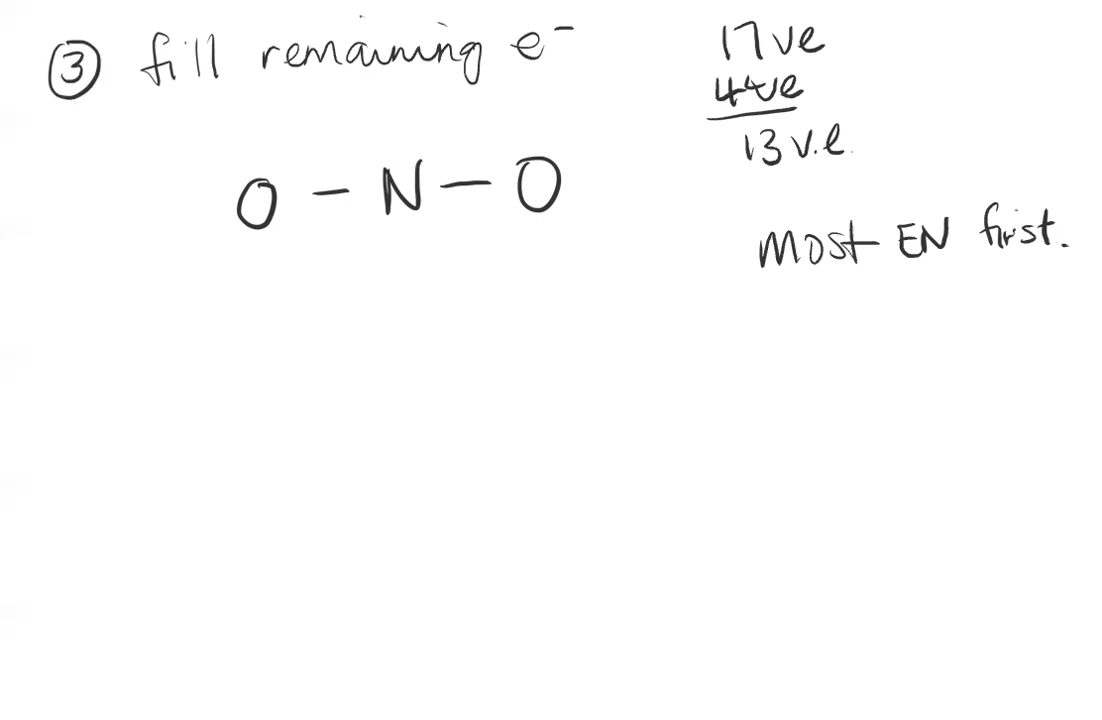 ③ fill remaining e⁻
17ve
4ve
13 v.e.
O – N – O
most EN first.